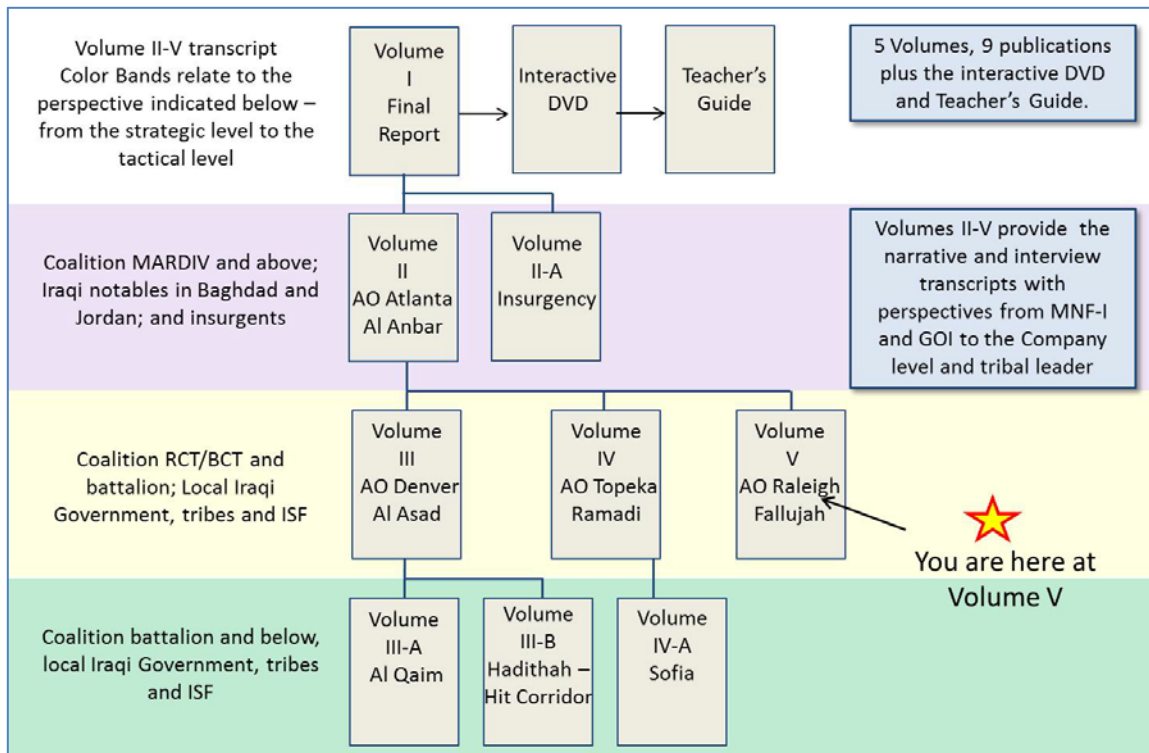 Volume II-V transcript
Color Bands relate to the
perspective indicated below –
from the strategic level to the
tactical level
Volume
I
Final
Report
Interactive
DVD
Teacher's
Guide
5 Volumes, 9 publications
plus the interactive DVD
and Teacher's Guide.
Coalition MARDIV and above;
Iraqi notables in Baghdad and
Jordan; and insurgents
Volume
II
AO Atlanta
Al Anbar
Volume
II-A
Insurgency
Volumes II-V provide the
narrative and interview
transcripts with
perspectives from MNF-I
and GOI to the Company
level and tribal leader
Coalition RCT/BCT and
battalion; Local Iraqi
Government, tribes and ISF
Volume
III
AO Denver
Al Asad
Volume
IV
AO Topeka
Ramadi
Volume
V
AO Raleigh
Fallujah
You are here at
Volume V
Coalition battalion and below,
local Iraqi Government, tribes
and ISF
Volume
III-A
Al Qaim
Volume
III-B
Hadithah –
Hit Corridor
Volume
IV-A
Sofia